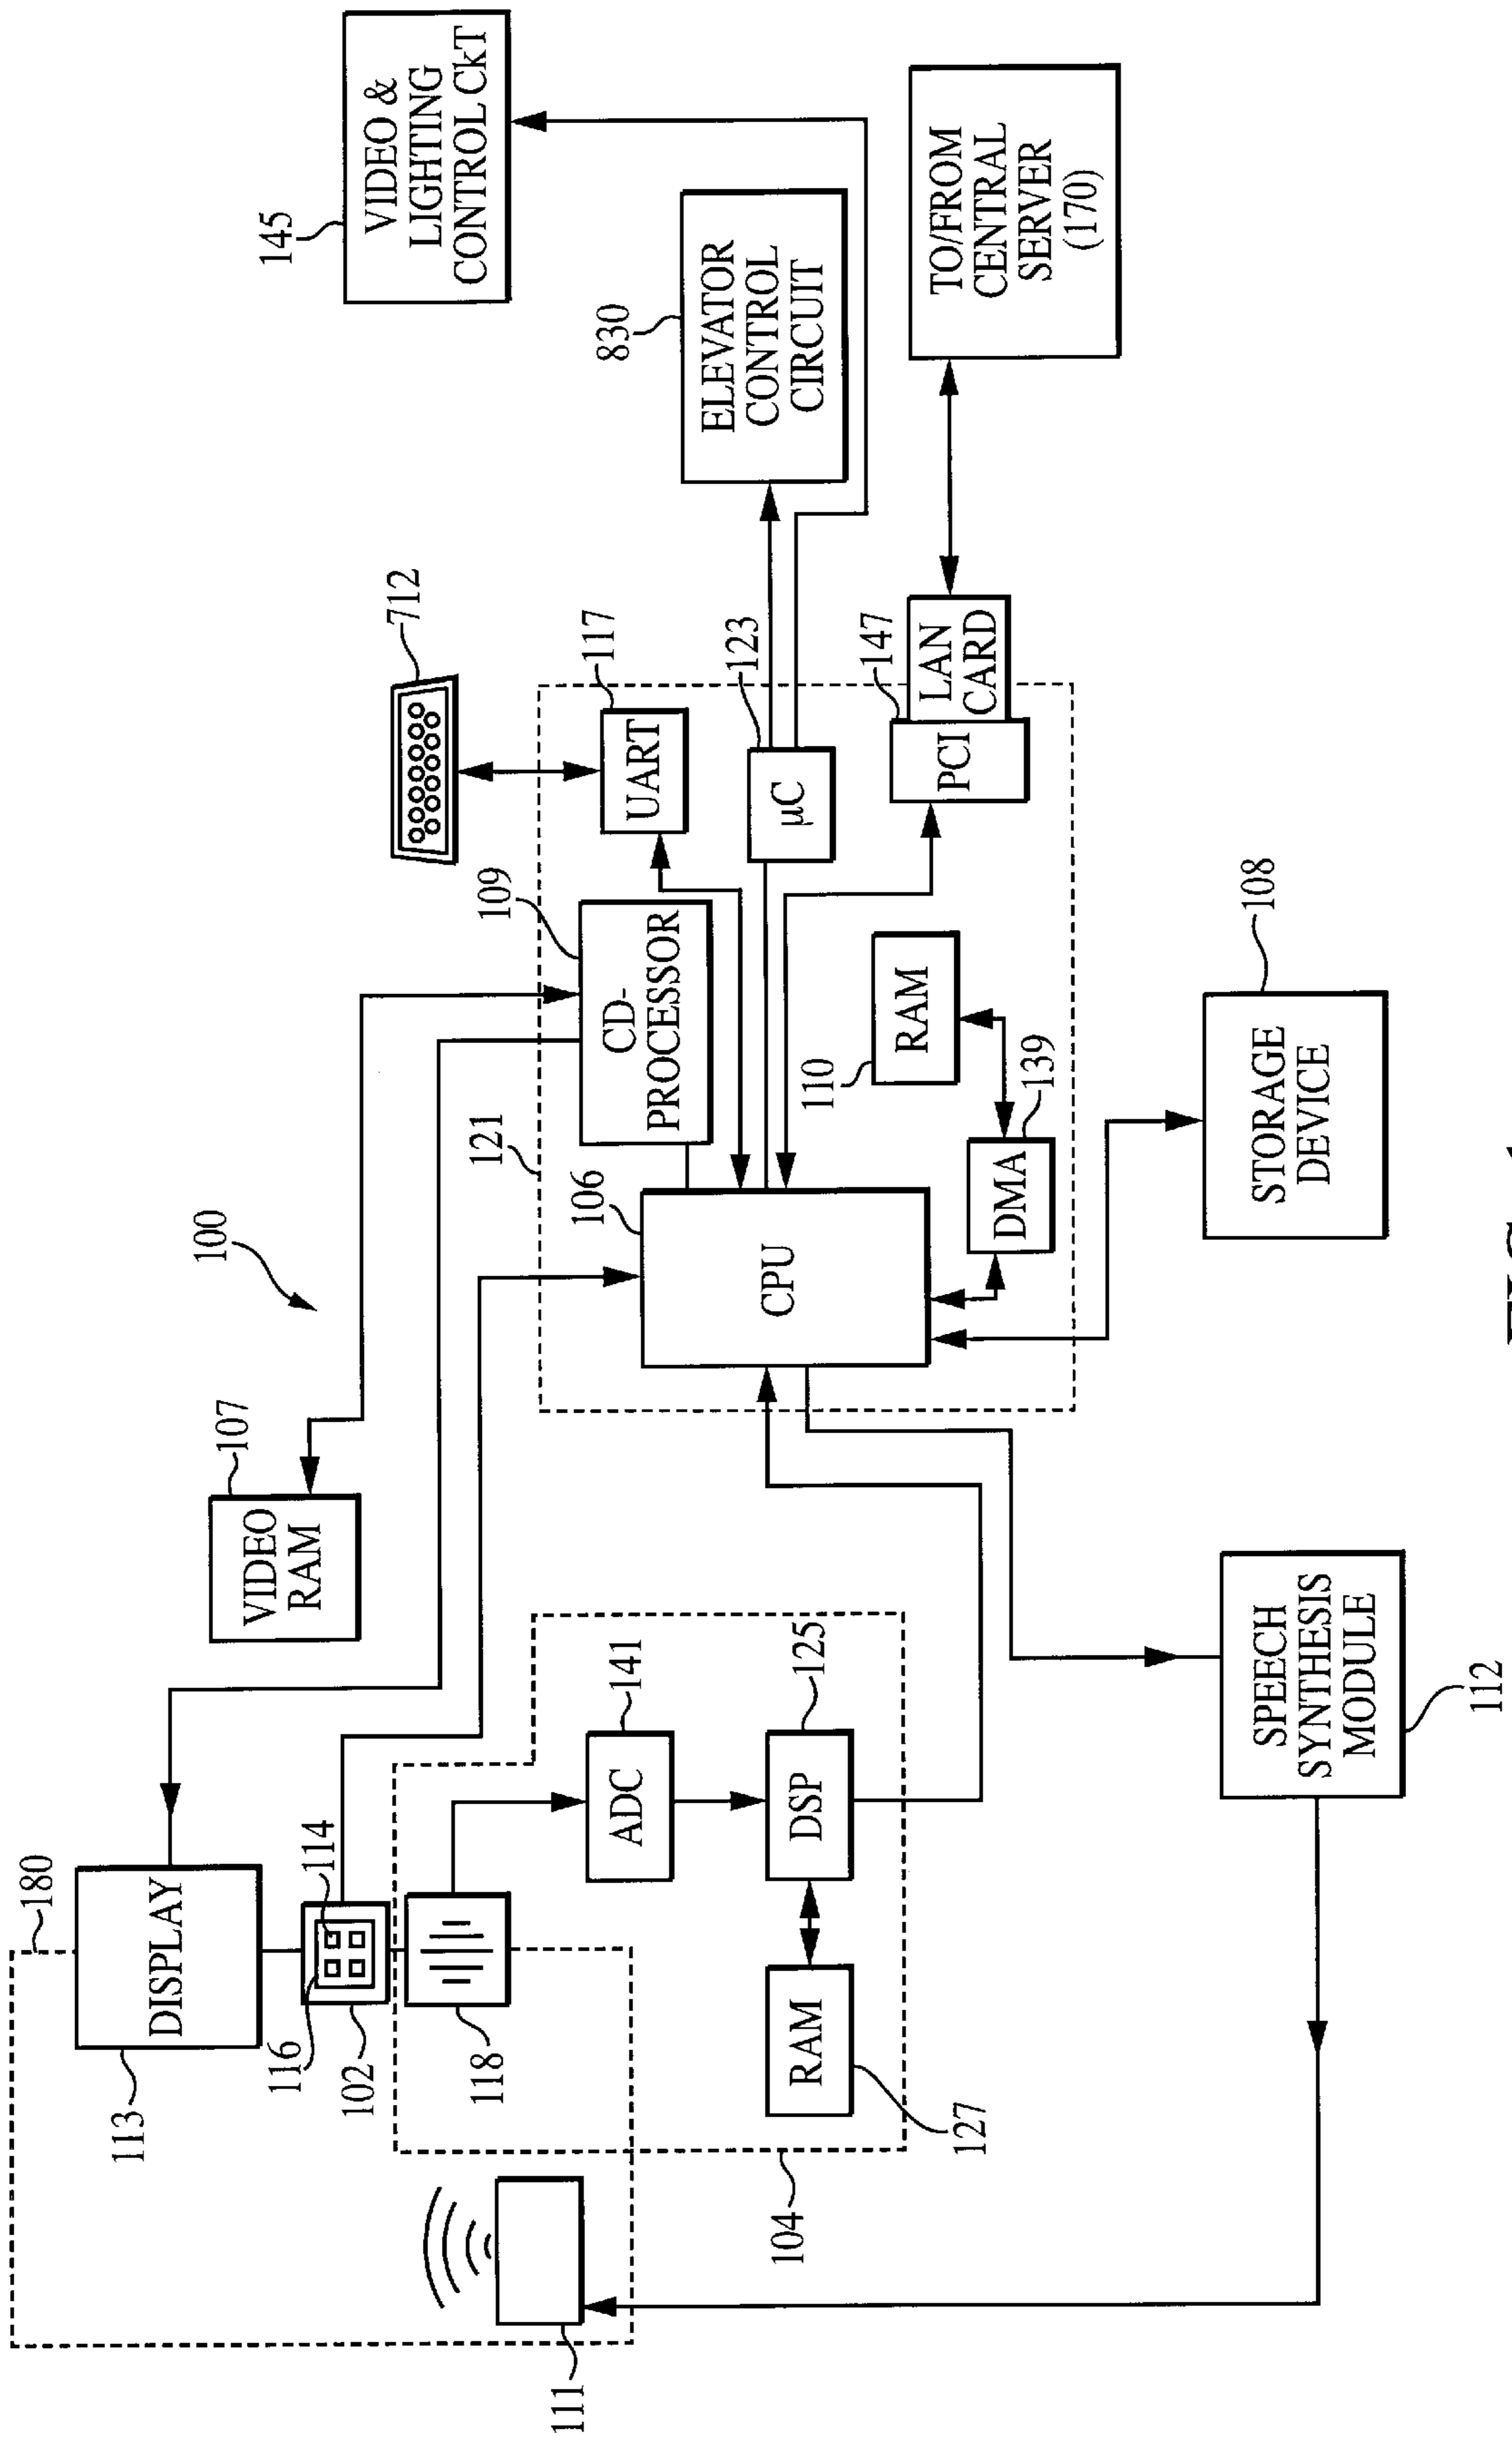 180
DISPLAY
113
116
114
102
118
111
104
ADC
141
DSP
125
RAM
127
VIDEO
RAM
107
100
SPEECH
SYNTHESIS
MODULE
112
121
106
CPU
CD-
PROCESSOR
109
UART
117
712
µC
123
147
PCI
LAN
CARD
RAM
110
DMA
139
STORAGE
DEVICE
108
VIDEO &
LIGHTING
CONTROL CkT
145
ELEVATOR
CONTROL
CIRCUIT
830
TO/FROM
CENTRAL
SERVER
(170)